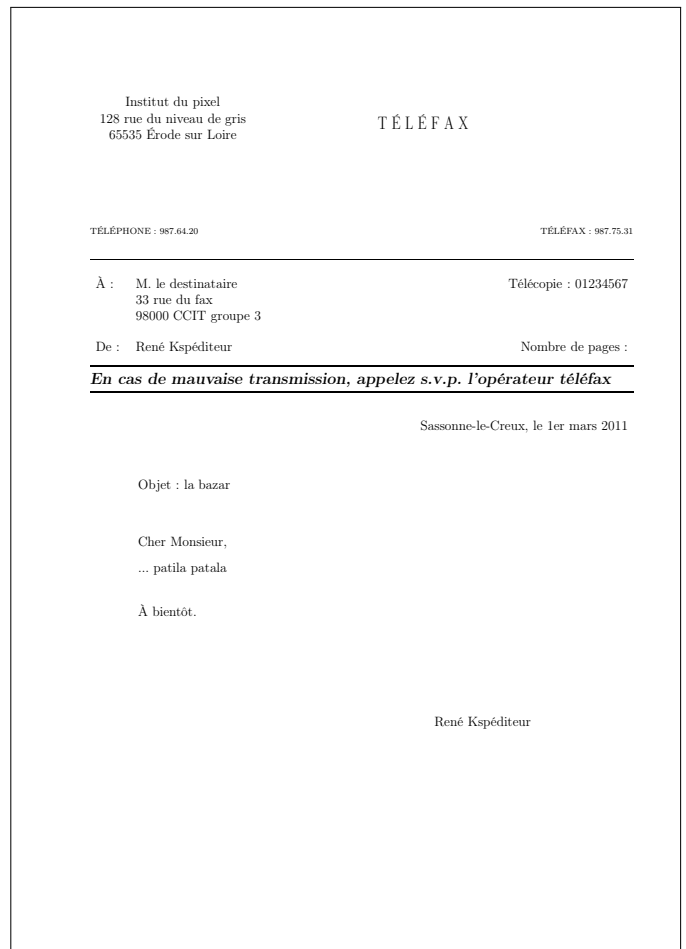 Institut du pixel
128 rue du niveau de gris
65535 Érode sur Loire
TÉLÉFAX
TÉLÉPHONE : 987.64.20
TÉLÉFAX : 987.75.31
À : M. le destinataire
Télécopie : 01234567
33 rue du fax
98000 CCIT groupe 3
De : René Kspéditeur
Nombre de pages :
En cas de mauvaise transmission, appelez s.v.p. l'opérateur téléfax
Sassonne-le-Creux, le 1er mars 2011
Objet : la bazar
Cher Monsieur,
... patila patala
À bientôt.
René Kspéditeur